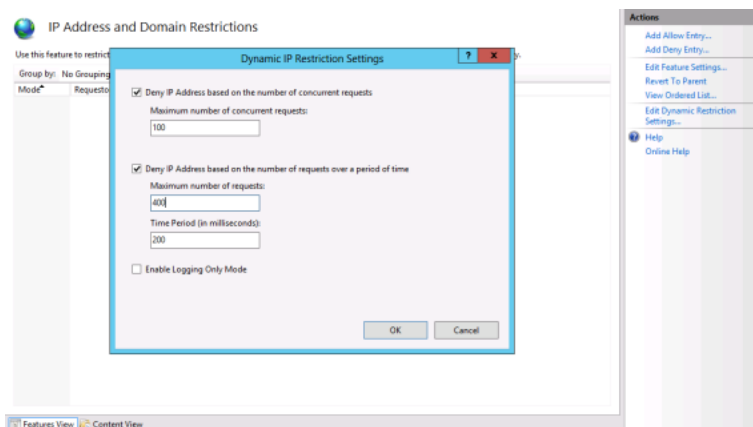 IP Address and Domain Restrictions
Use this feature to restrict
y.
Group by: No Grouping
Mode
Requesto
Dynamic IP Restriction Settings
?
x
Deny IP Address based on the number of concurrent requests
Maximum number of concurrent requests:
100
Deny IP Address based on the number of requests over a period of time
Maximum number of requests:
400
Time Period (in milliseconds):
200
Enable Logging Only Mode
OK
Cancel
Features View
Content View
Actions
Add Allow Entry...
Add Deny Entry...
Edit Feature Settings...
Revert To Parent
View Ordered List...
Edit Dynamic Restriction
Settings...
Help
Online Help